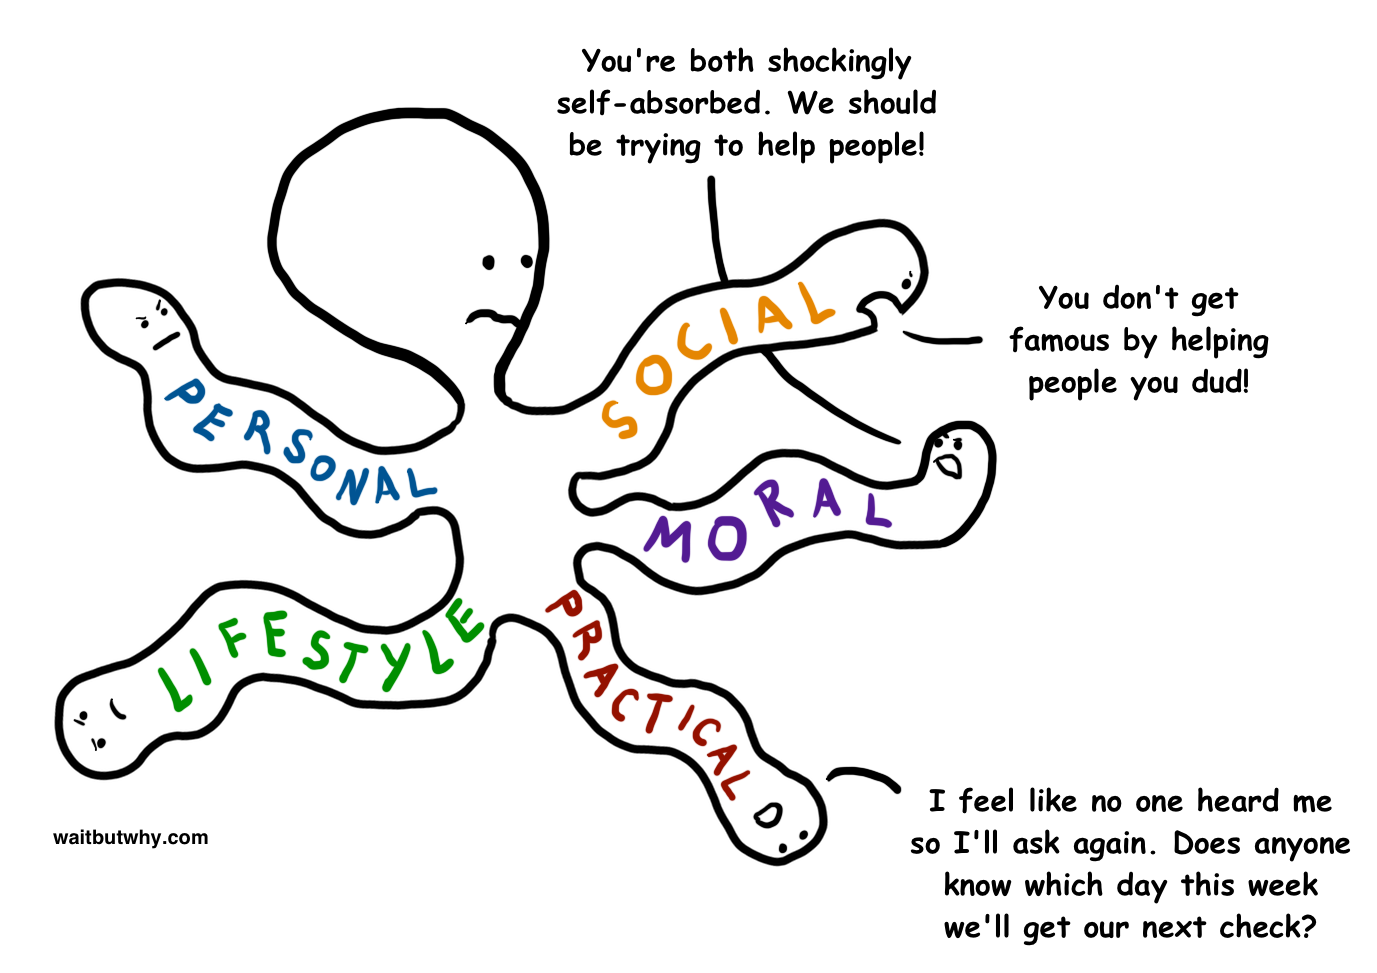 You're both shockingly
self-absorbed. We should
be trying to help people!
You don't get
famous by helping
people you dud!
SOCIAL
PERSONAL
MORAL
LIFESTYLE
PRACTICAL
I feel like no one heard me
so I'll ask again. Does anyone
know which day this week
we'll get our next check?
waitbutwhy.com